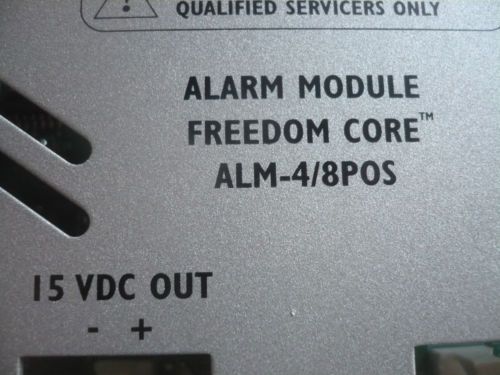 QUALIFIED SERVICERS ONLY
ALARM MODULE
FREEDOM CORE™
ALM-4/8POS
15 VDC OUT
- +